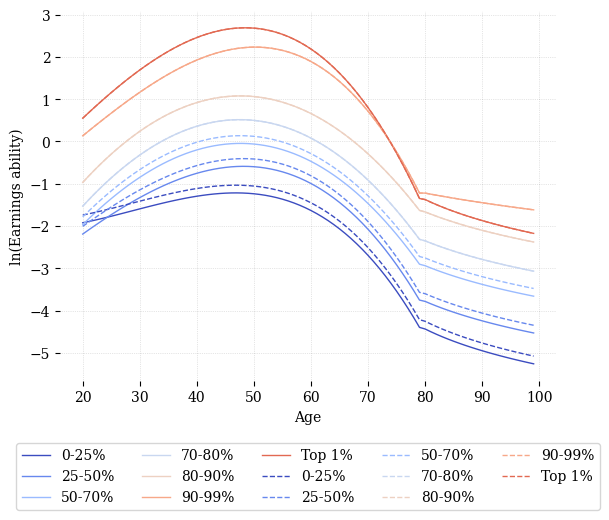 3
2
1
0
−1
−2
−3
−4
−5
ln(Earnings ability)
20 30 40 50 60 70 80 90 100
Age
0-25% 70-80% Top 1% 50-70% 90-99%
25-50% 80-90% 0-25% 70-80% Top 1%
50-70% 90-99% 25-50% 80-90%